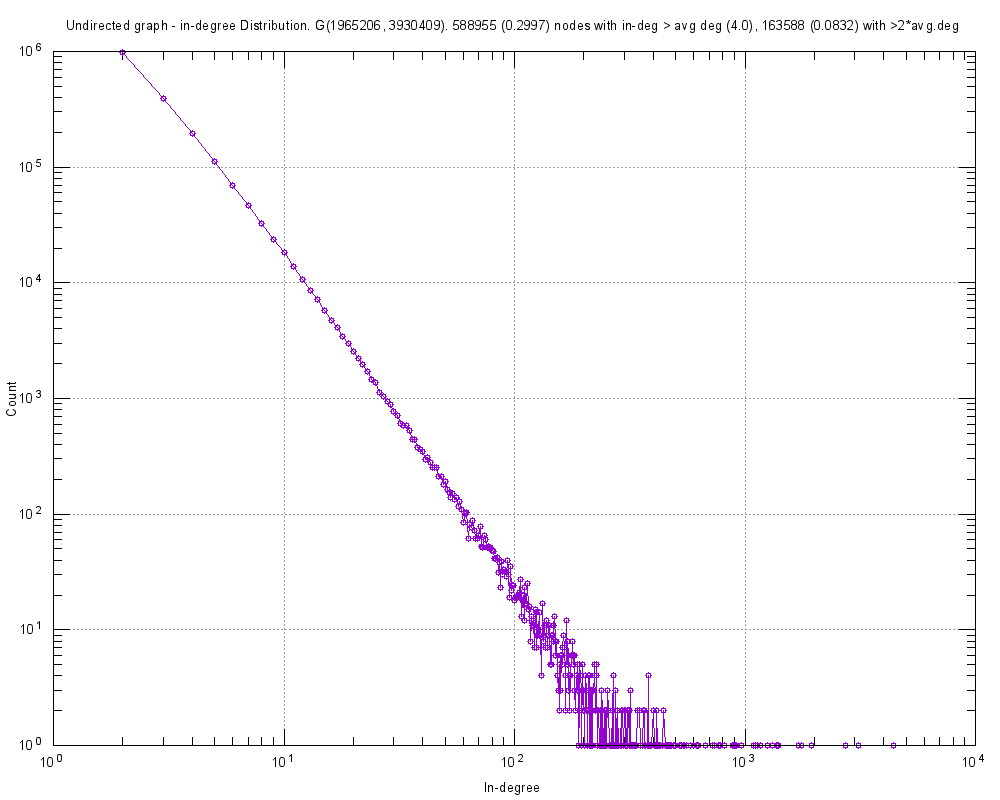 Undirected graph - in-degree Distribution. G(1965206, 3930409). 588955 (0.2997) nodes with in-deg > avg deg (4.0), 163588 (0.0832) with >2*avg.deg
10^6
10^5
10^4
10^3
10^2
10^1
10^0
Count
10^0 10^1 10^2 10^3 10^4
In-degree